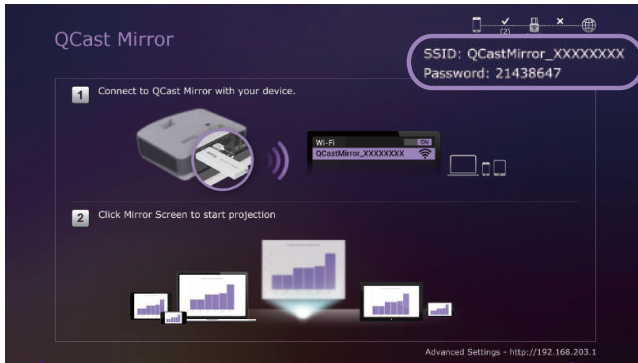 QCast Mirror
(2)
SSID: QCastMirror_XXXXXXXX
Password: 21438647
1 Connect to QCast Mirror with your device.
Wi-Fi ON
QCastMirror_XXXXXXXX
2 Click Mirror Screen to start projection
Advanced Settings - http://192.168.203.1